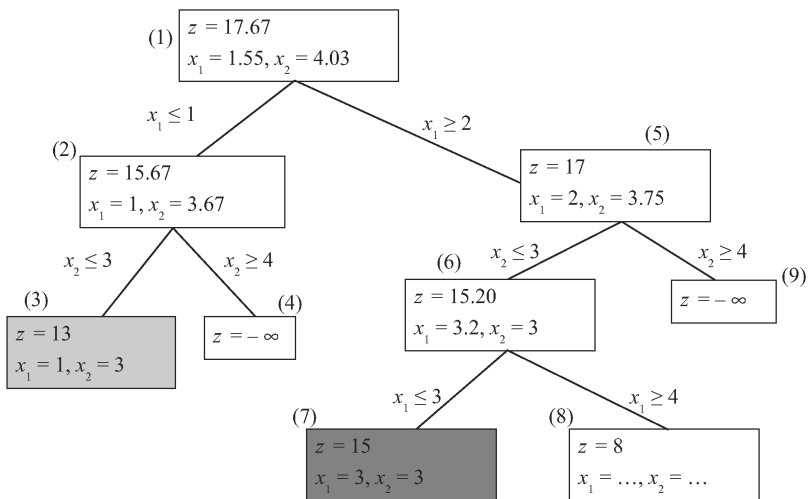 (1)
z = 17.67
x₁ = 1.55, x₂ = 4.03
x₁ ≤ 1
x₁ ≥ 2
(2)
z = 15.67
x₁ = 1, x₂ = 3.67
(5)
z = 17
x₁ = 2, x₂ = 3.75
x₂ ≤ 3
x₂ ≥ 4
x₂ ≤ 3
x₂ ≥ 4
(3)
z = 13
x₁ = 1, x₂ = 3
(4)
z = – ∞
(6)
z = 15.20
x₁ = 3.2, x₂ = 3
(9)
z = – ∞
x₁ ≤ 3
x₁ ≥ 4
(7)
z = 15
x₁ = 3, x₂ = 3
(8)
z = 8
x₁ = ..., x₂ = ...